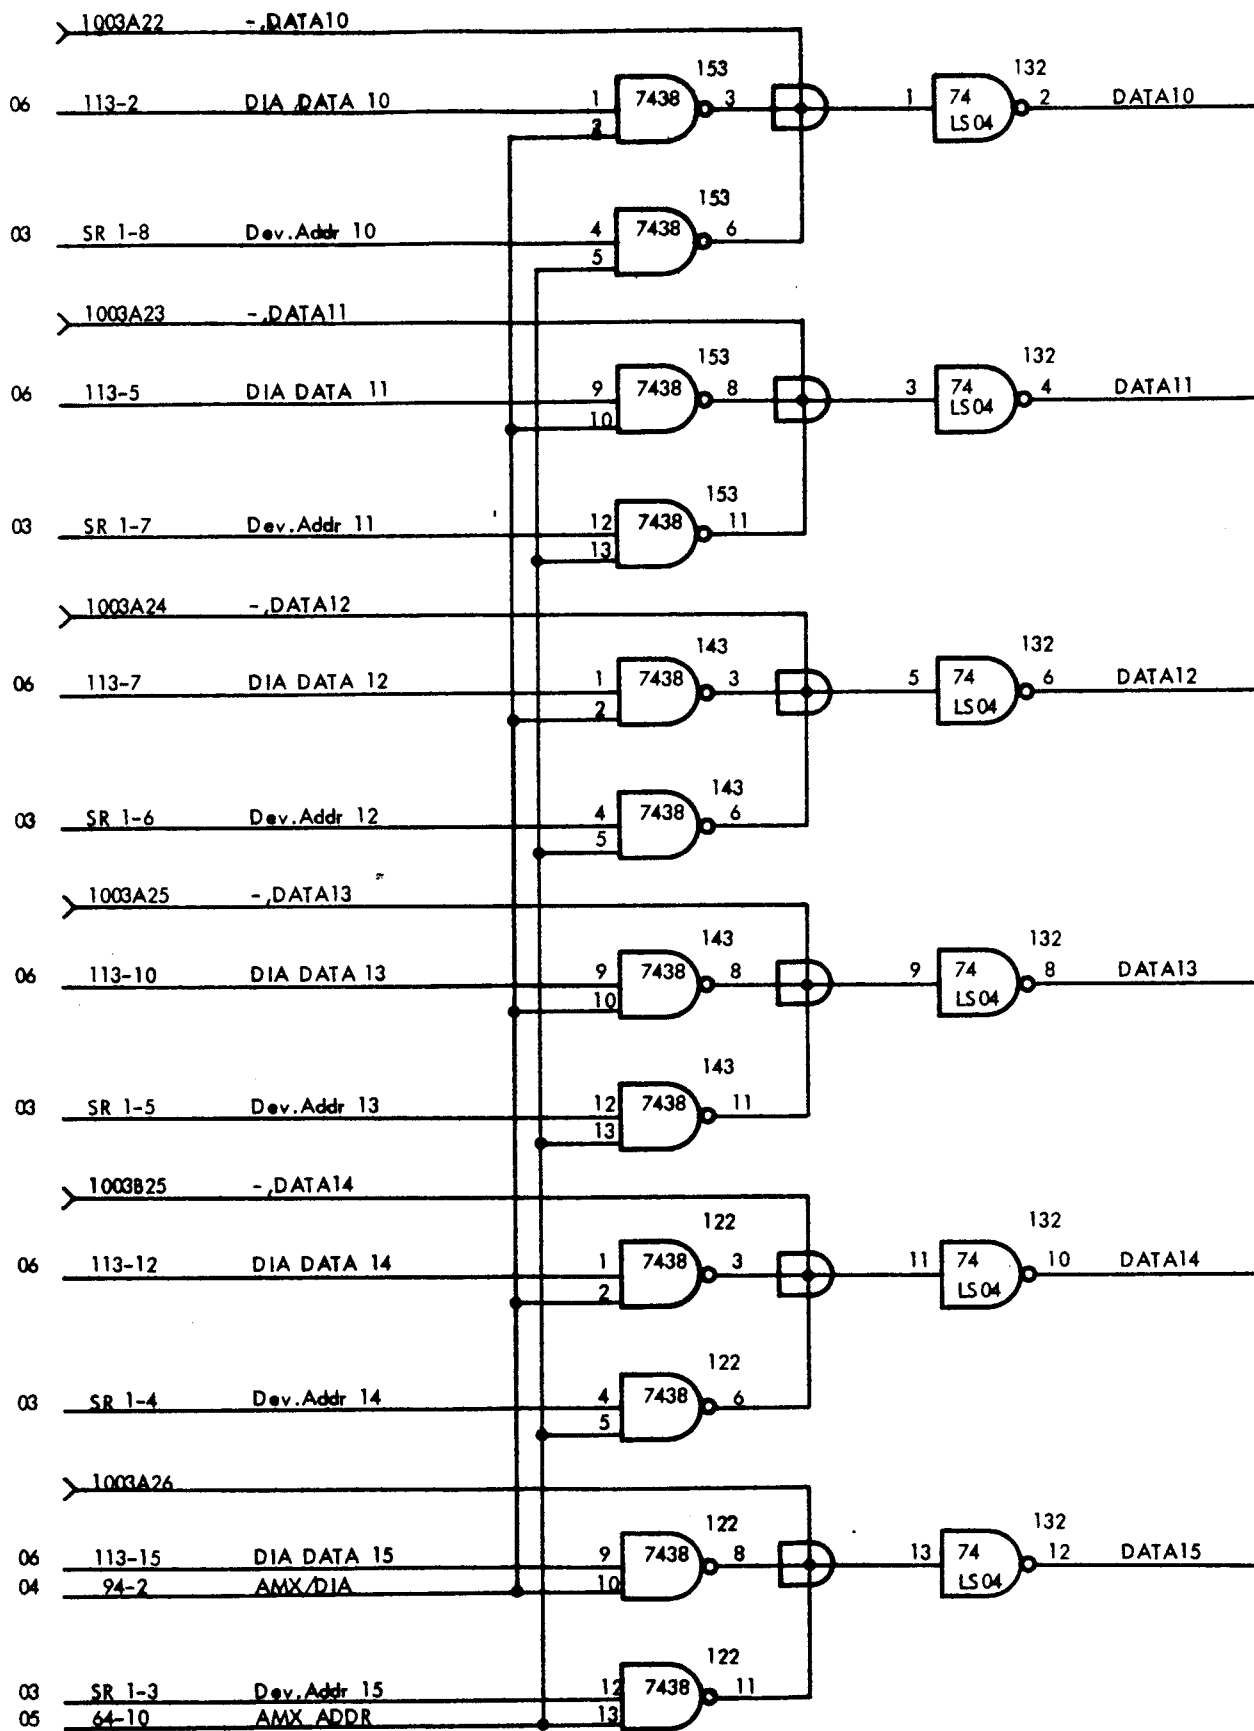 1003A22 -,DATA10
153 132
06 113-2 DIA DATA 10 1 7438 3 1 74 2 DATA10
2 LS04
153
03 SR 1-8 Dev.Addr 10 4 7438 6
5
1003A23 -,DATA11
153 132
06 113-5 DIA DATA 11 9 7438 8 3 74 4 DATA11
10 LS04
153
03 SR 1-7 Dev.Addr 11 12 7438 11
13
1003A24 -,DATA12
143 132
06 113-7 DIA DATA 12 1 7438 3 5 74 6 DATA12
2 LS04
143
03 SR 1-6 Dev.Addr 12 4 7438 6
5
1003A25 -,DATA13
143 132
06 113-10 DIA DATA 13 9 7438 8 9 74 8 DATA13
10 LS04
143
03 SR 1-5 Dev.Addr 13 12 7438 11
13
1003B25 -,DATA14
122 132
06 113-12 DIA DATA 14 1 7438 3 11 74 10 DATA14
2 LS04
122
03 SR 1-4 Dev.Addr 14 4 7438 6
5
1003A26
122 132
06 113-15 DIA DATA 15 9 7438 8 13 74 12 DATA15
04 94-2 AMX/DIA 10 LS04
122
03 SR 1-3 Dev.Addr 15 12 7438 11
05 64-10 AMX ADDR 13